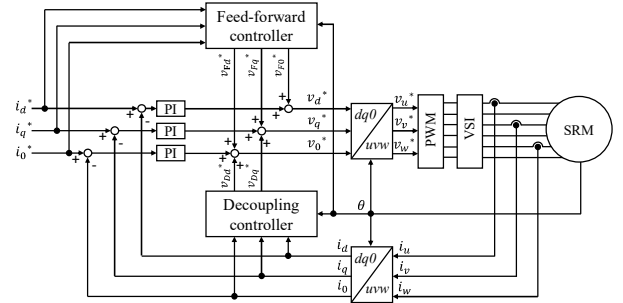 Feed-forward
controller
v_Fd^*
v_Fq^*
v_F0^*
i_d^*
i_q^*
i_0^*
+
-
+
-
+
-
PI
PI
PI
+
+
+
+
+
+
+
+
v_d^*
v_q^*
v_0^*
dq0
uvw
v_u^*
v_v^*
v_w^*
PWM
VSI
SRM
v_Dd^*
v_Dq^*
Decoupling
controller
θ
i_d
i_q
i_0
dq0
uvw
i_u
i_v
i_w